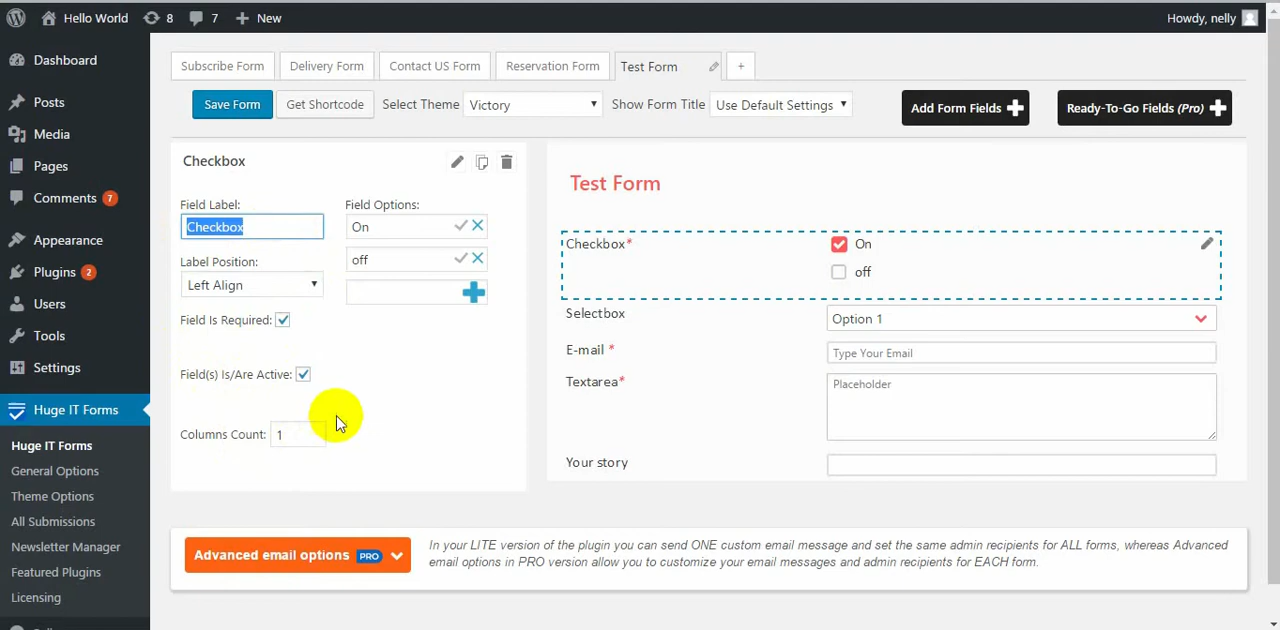 Hello World 8 7 New Howdy, nelly
Dashboard
Posts
Media
Pages
Comments 7
Appearance
Plugins 2
Users
Tools
Settings
Huge IT Forms
Huge IT Forms
General Options
Theme Options
All Submissions
Newsletter Manager
Featured Plugins
Licensing
Subscribe Form Delivery Form Contact US Form Reservation Form Test Form +
Save Form Get Shortcode Select Theme Victory Show Form Title Use Default Settings Add Form Fields Ready-To-Go Fields (Pro)
Checkbox
Field Label: Field Options:
Checkbox On
Label Position: off
Left Align
Field Is Required:
Field(s) Is/Are Active:
Columns Count: 1
Test Form
Checkbox* On
off
Selectbox Option 1
E-mail * Type Your Email
Textarea* Placeholder
Your story
Advanced email options PRO
In your LITE version of the plugin you can send ONE custom email message and set the same admin recipients for ALL forms, whereas Advanced
email options in PRO version allow you to customize your email messages and admin recipients for EACH form.